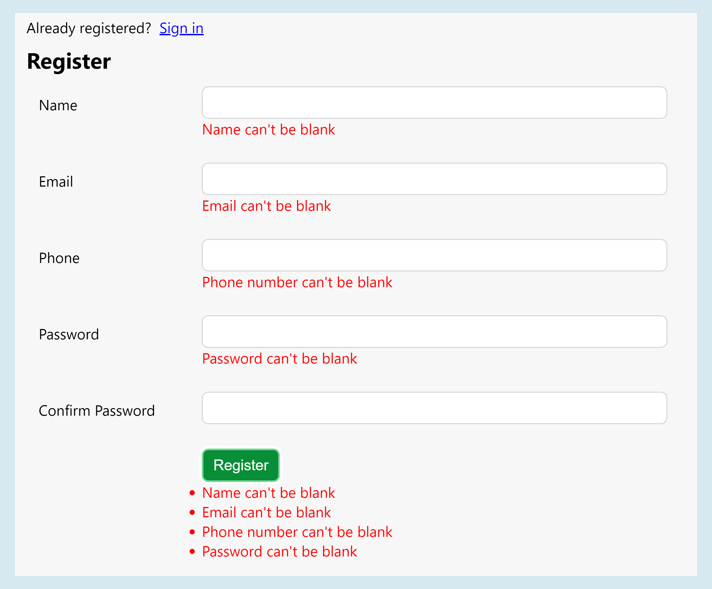 Already registered? Sign in
Register
Name
Name can't be blank
Email
Email can't be blank
Phone
Phone number can't be blank
Password
Password can't be blank
Confirm Password
Register
• Name can't be blank
• Email can't be blank
• Phone number can't be blank
• Password can't be blank